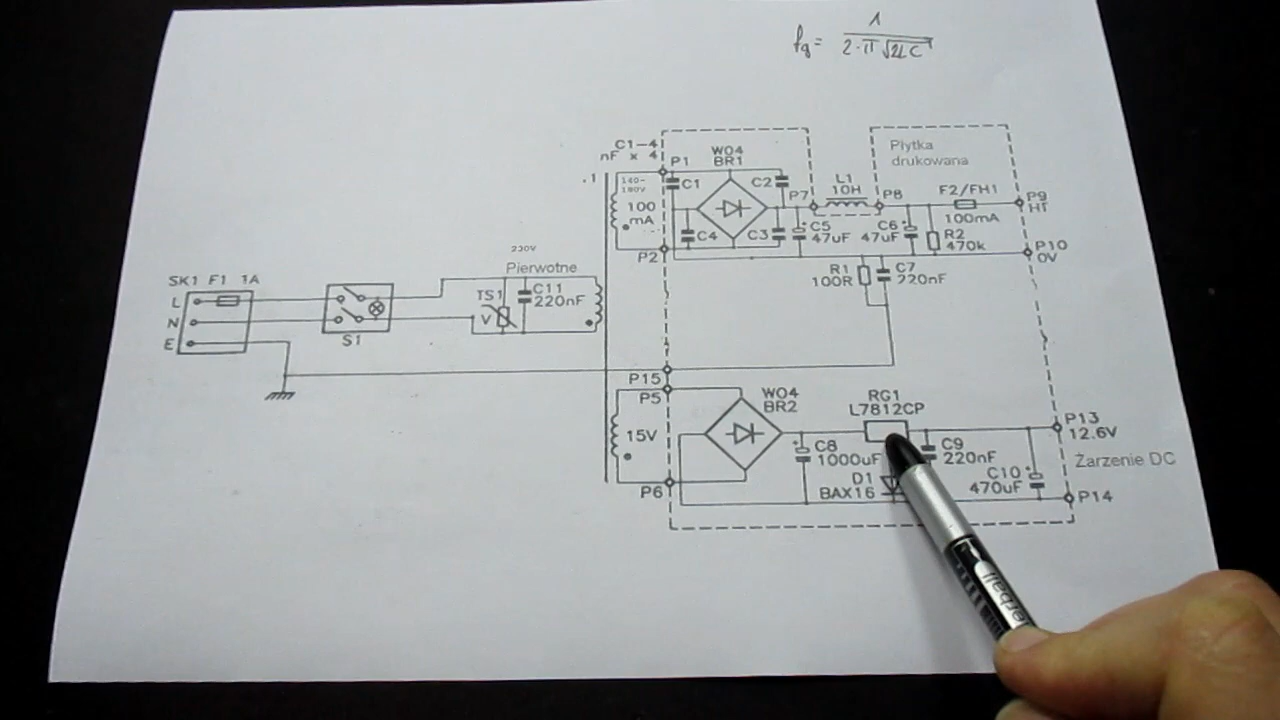 fg = 1 / 2·π√2LC
C1-4
nF x 4
.1
P1
W04
BR1
C1
C2
140-
180V
100
mA
C4
C3
P2
P7
L1
10H
P8
C5
47uF
C6
47uF
Płytka
drukowana
F2/FH1
100mA
R2
470k
P9
HT
P10
0V
R1
100R
C7
220nF
230V
Pierwotne
SK1 F1 1A
L
N
E
S1
TS1
V
C11
220nF
P15
P5
15V
P6
W04
BR2
C8
1000uF
RG1
L7812CP
D1
BAX16
C9
220nF
C10
470uF
P13
12.6V
Żarzenie DC
P14